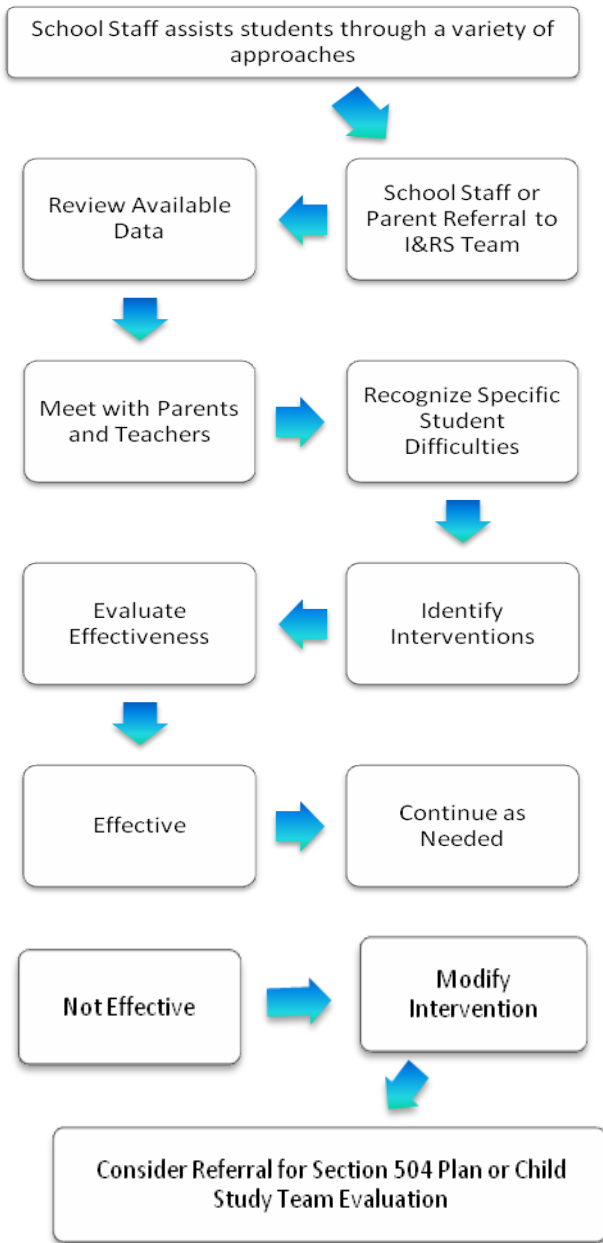 School Staff assists students through a variety of
approaches
School Staff or
Parent Referral to
I&RS Team
Review Available
Data
Meet with Parents
and Teachers
Recognize Specific
Student
Difficulties
Identify
Interventions
Evaluate
Effectiveness
Effective
Continue as
Needed
Not Effective
Modify
Intervention
Consider Referral for Section 504 Plan or Child
Study Team Evaluation